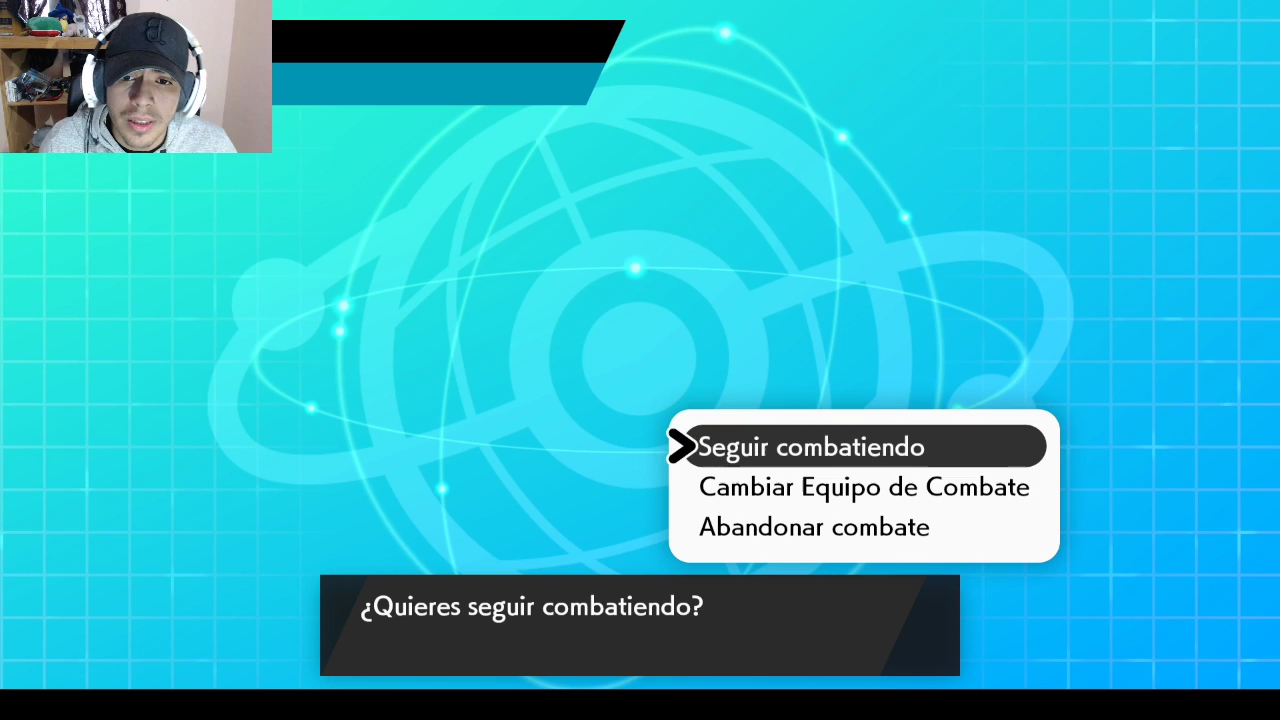 Seguir combatiendo
Cambiar Equipo de Combate
Abandonar combate
¿Quieres seguir combatiendo?